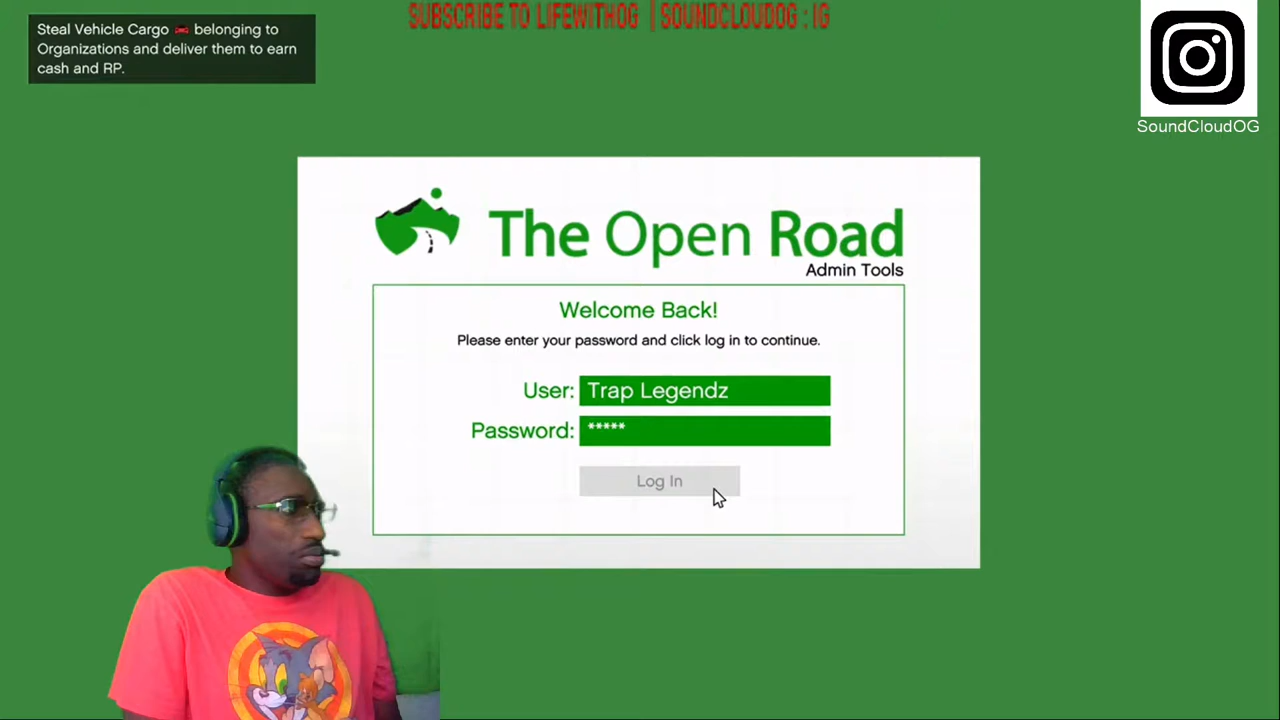 SUBSCRIBE TO LIFEWITHOG | SOUNDCLOUDOG : IG
Steal Vehicle Cargo belonging to
Organizations and deliver them to earn
cash and RP.
SoundCloudOG
The Open Road
Admin Tools
Welcome Back!
Please enter your password and click log in to continue.
User: Trap Legendz
Password: *****
Log In